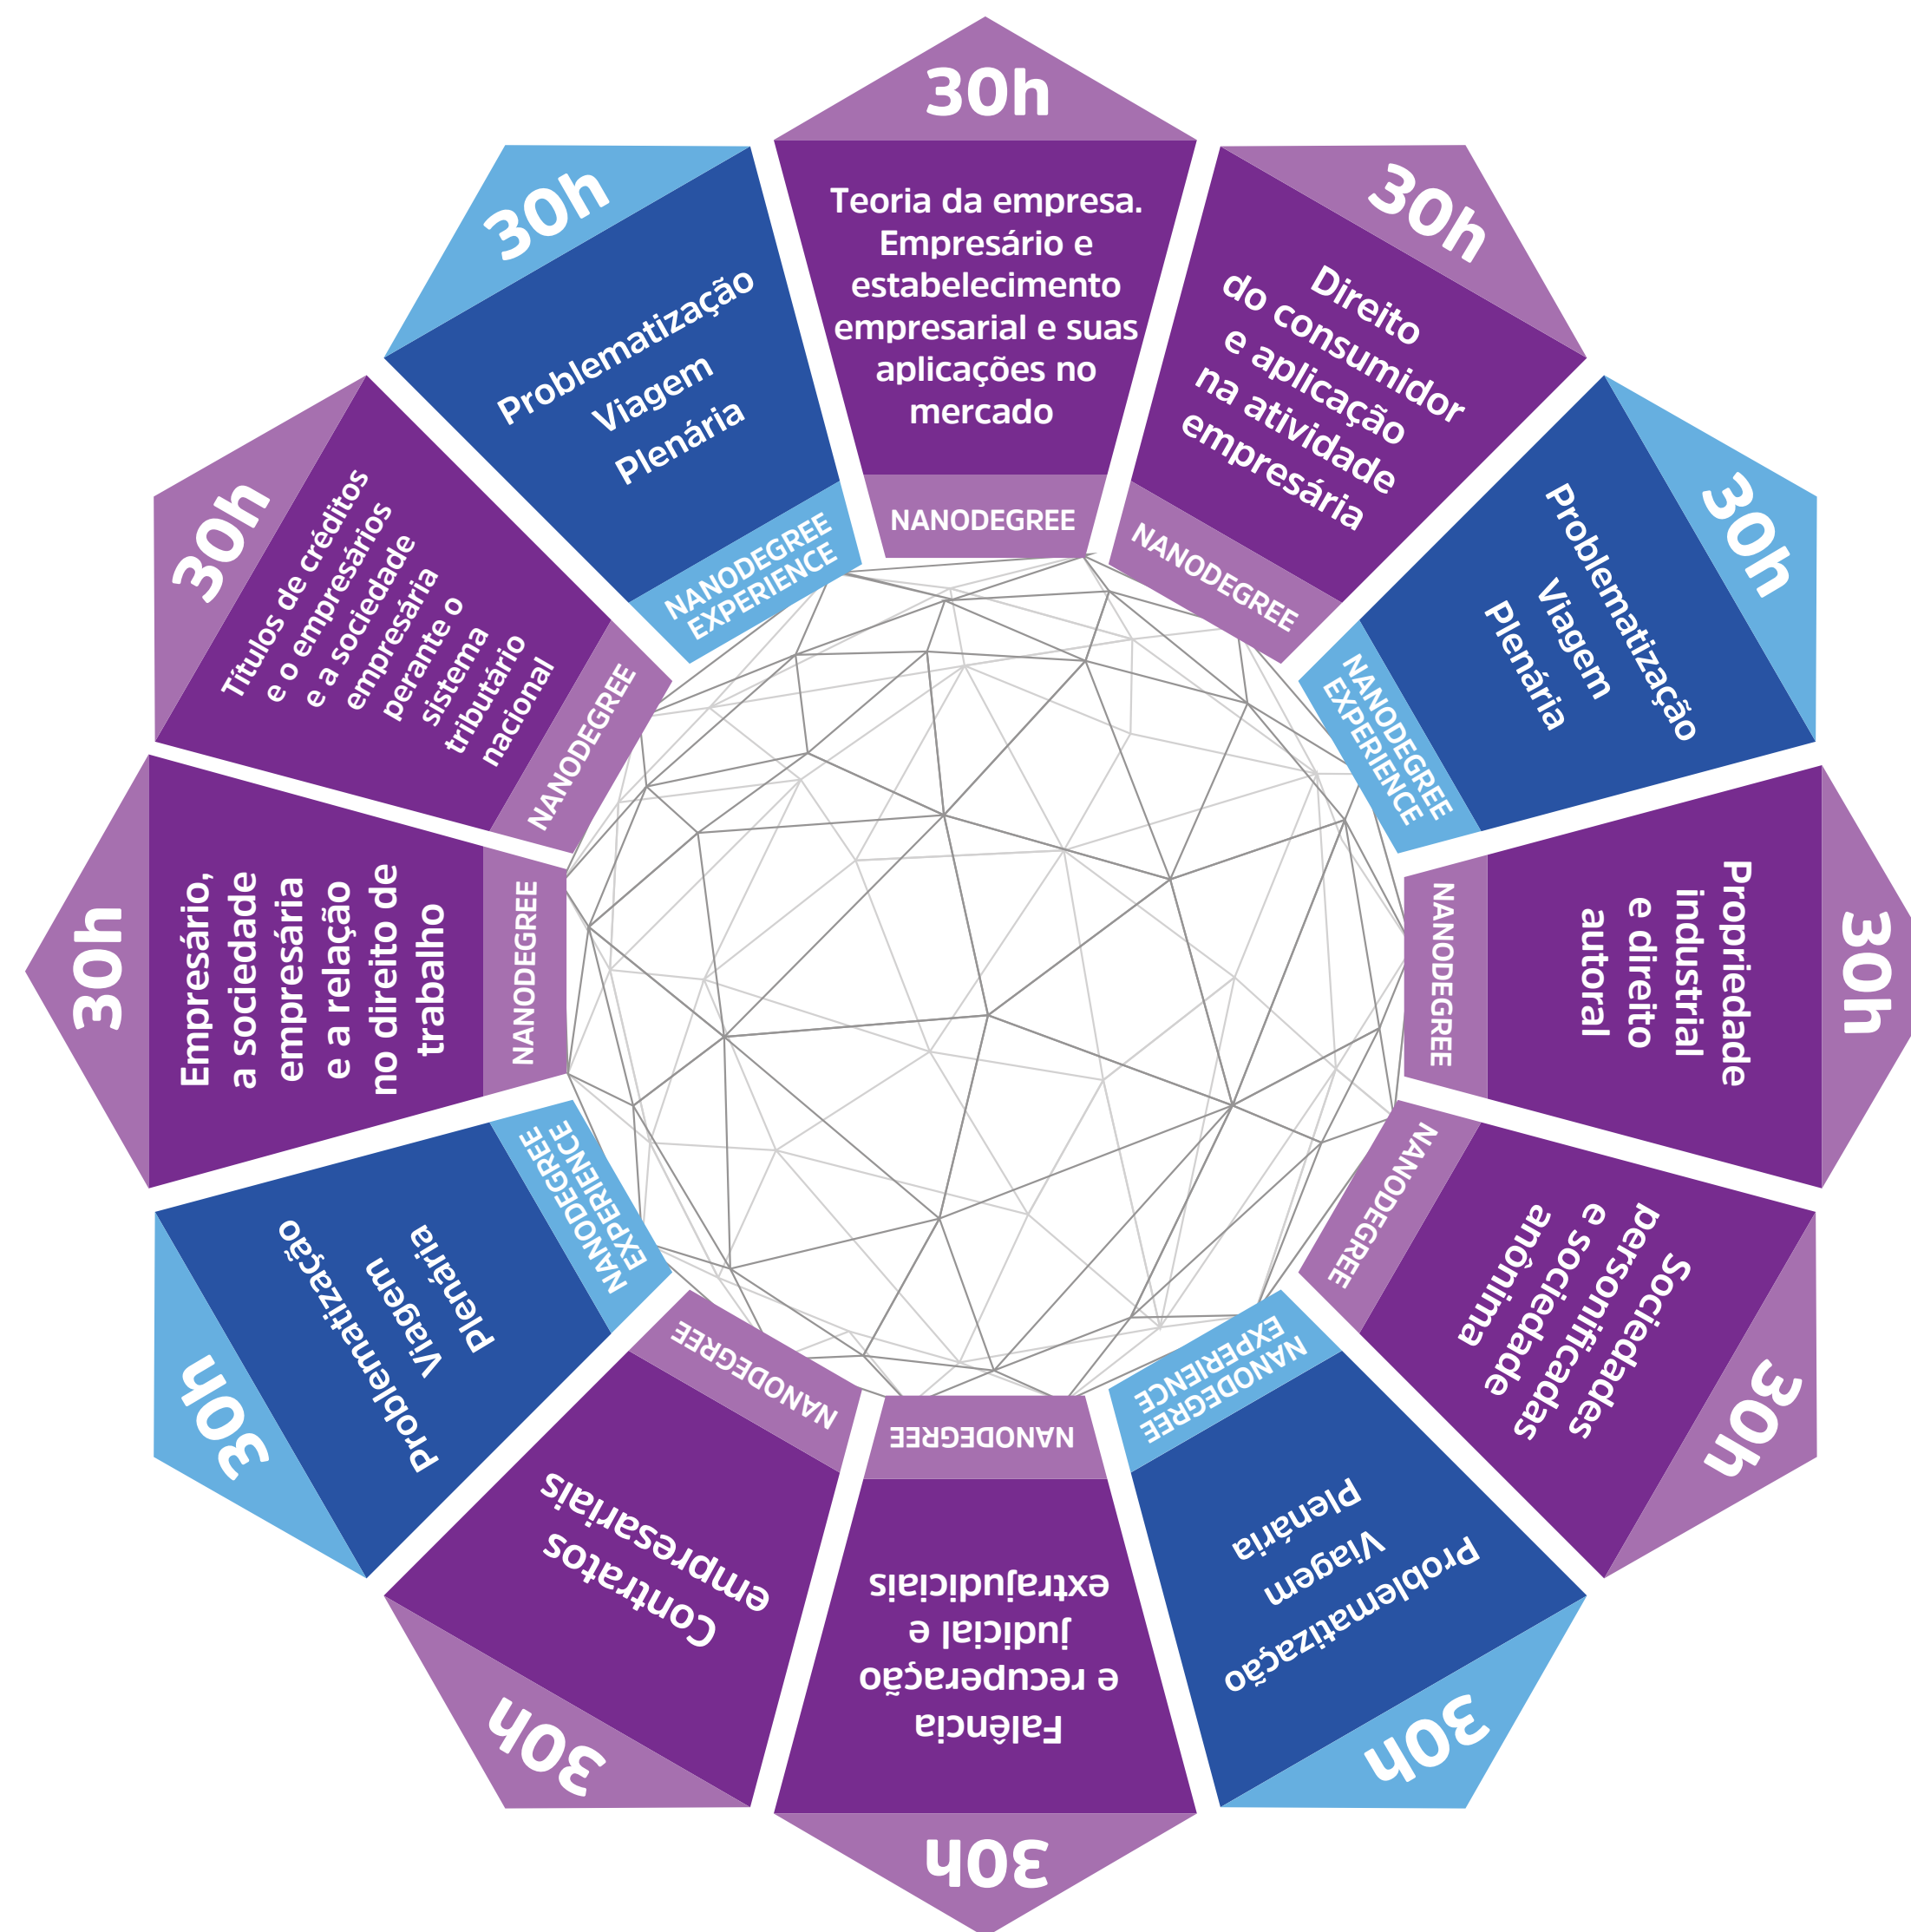 30h
Teoria da empresa.
Empresário e
estabelecimento
empresarial e suas
aplicações no
mercado
NANODEGREE
30h
Direito
do consumidor
e aplicação
na atividade
empresária
NANODEGREE
30h
Problematização
Viagem
Plenária
NANODEGREE
EXPERIENCE
30h
Propriedade
industrial
e direito
autoral
NANODEGREE
30h
Sociedades
personificadas
e sociedade
anônima
NANODEGREE
30h
Problematização
Viagem
Plenária
NANODEGREE
EXPERIENCE
30h
Falência
e recuperação
judicial e
extrajudiciais
NANODEGREE
30h
Contratos
empresariais
NANODEGREE
30h
Problematização
Viagem
Plenária
NANODEGREE
EXPERIENCE
30h
Empresário,
a sociedade
empresária
e a relação
no direito de
trabalho
NANODEGREE
30h
Títulos de créditos
e o empresários
e a sociedade
empresária
perante o
sistema
tributário
nacional
NANODEGREE
30h
Problematização
Viagem
Plenária
NANODEGREE
EXPERIENCE